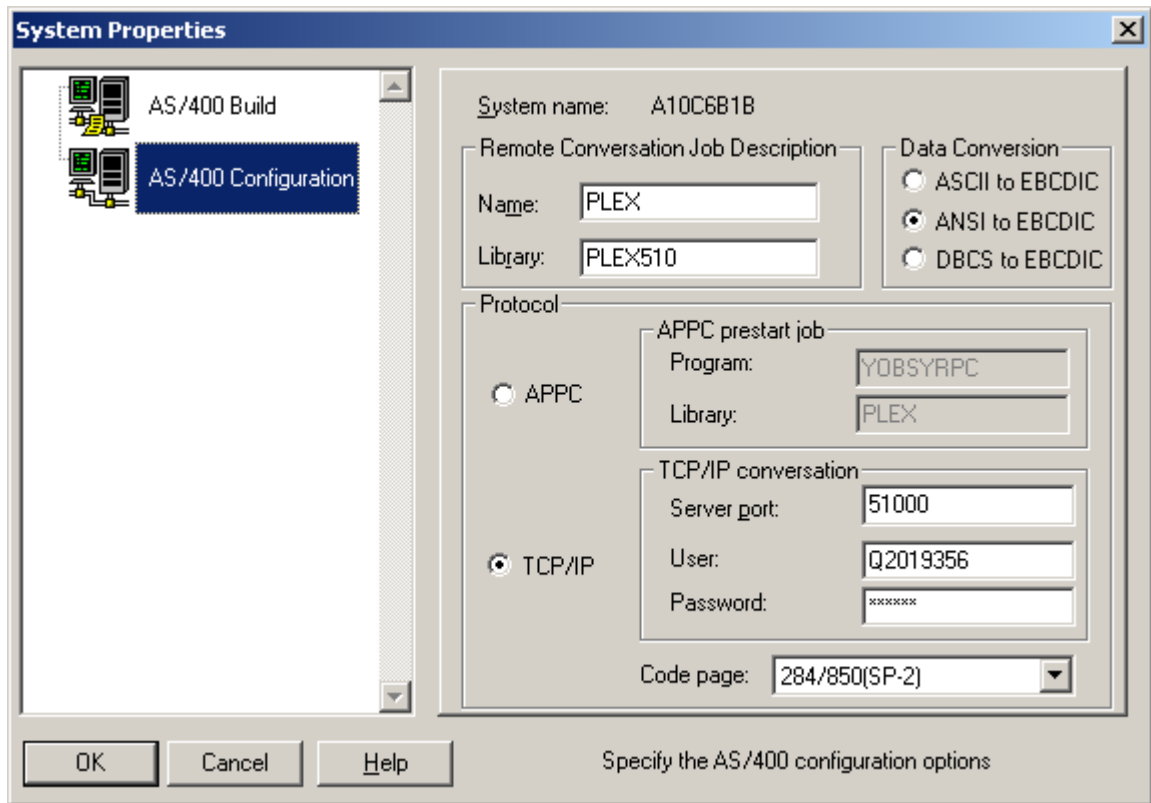 System Properties
AS/400 Build
AS/400 Configuration
System name: A10C6B1B
Remote Conversation Job Description
Name: PLEX
Library: PLEX510
Data Conversion
ASCII to EBCDIC
ANSI to EBCDIC
DBCS to EBCDIC
Protocol
APPC
APPC prestart job
Program: YOBSYRPC
Library: PLEX
TCP/IP
TCP/IP conversation
Server port: 51000
User: Q2019356
Password: ******
Code page: 284/850(SP-2)
OK Cancel Help Specify the AS/400 configuration options